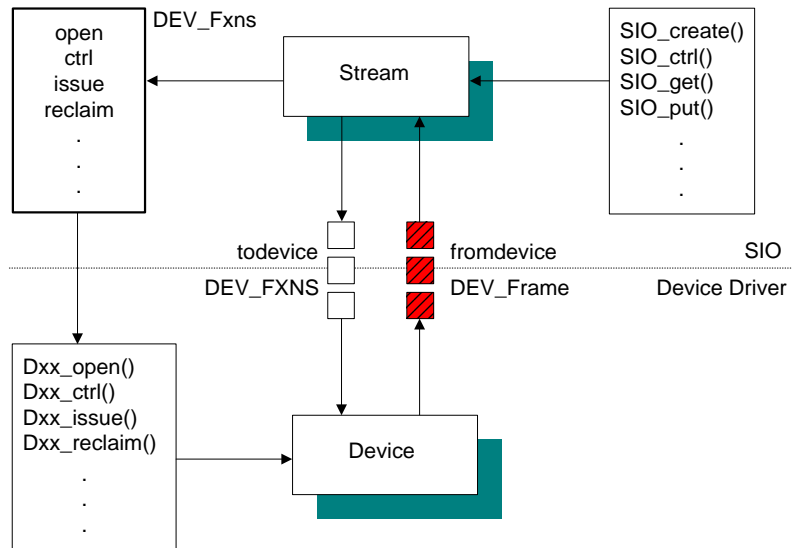 DEV_Fxns
open
ctrl
issue
reclaim
.
.
.
Stream
SIO_create()
SIO_ctrl()
SIO_get()
SIO_put()
.
.
.
todevice
fromdevice
SIO
DEV_FXNS
DEV_Frame
Device Driver
Dxx_open()
Dxx_ctrl()
Dxx_issue()
Dxx_reclaim()
.
.
.
Device